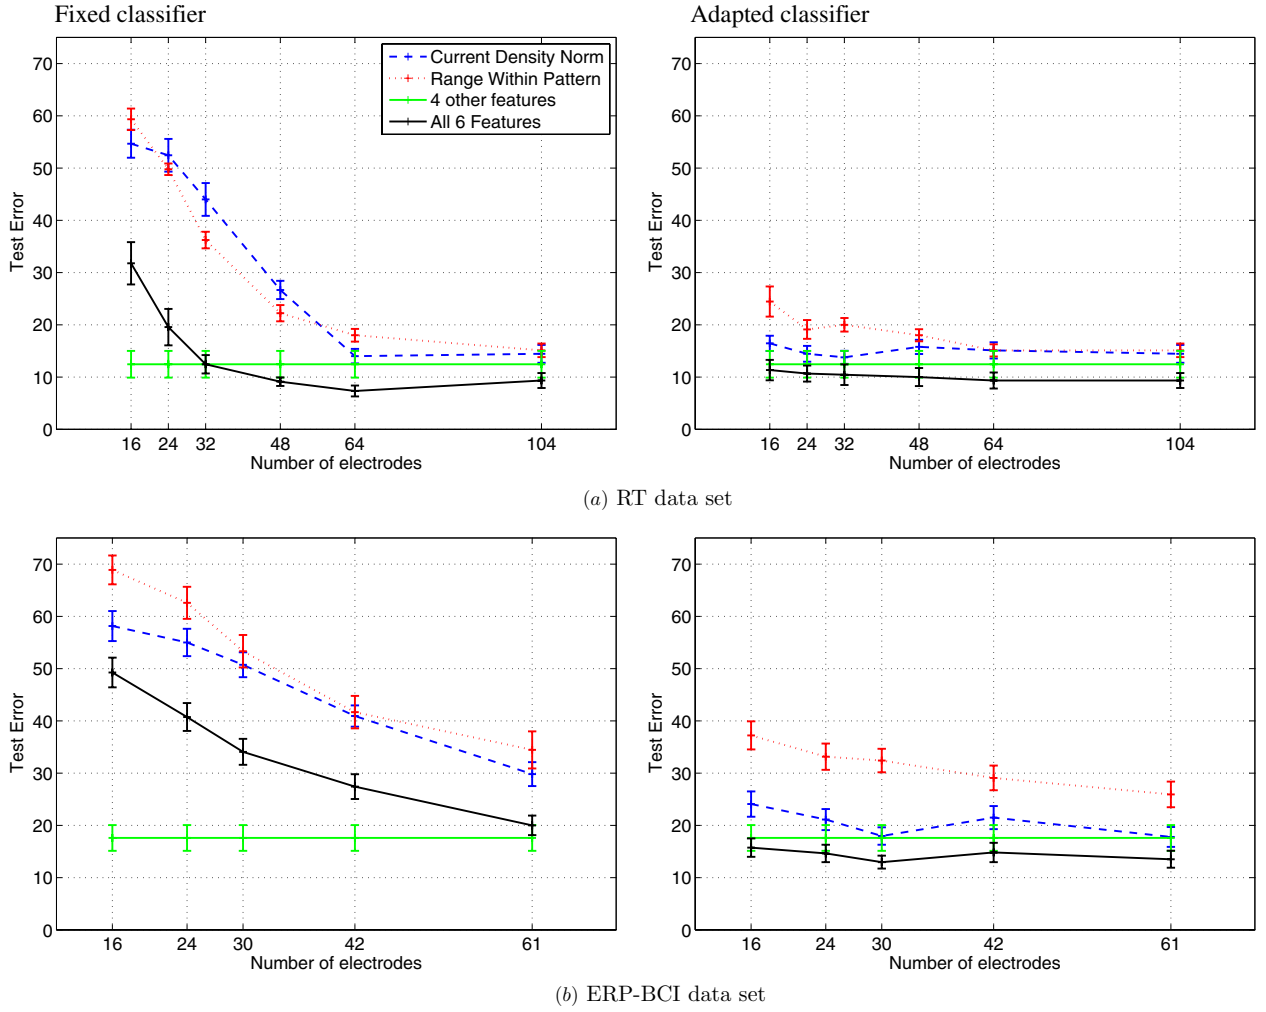 Fixed classifier
Adapted classifier
Test Error
70
60
50
40
30
20
10
0
16 24 32 48 64 104
Number of electrodes
Current Density Norm
Range Within Pattern
4 other features
All 6 Features
Test Error
70
60
50
40
30
20
10
0
16 24 32 48 64 104
Number of electrodes
(a) RT data set
Test Error
70
60
50
40
30
20
10
0
16 24 30 42 61
Number of electrodes
Test Error
70
60
50
40
30
20
10
0
16 24 30 42 61
Number of electrodes
(b) ERP-BCI data set